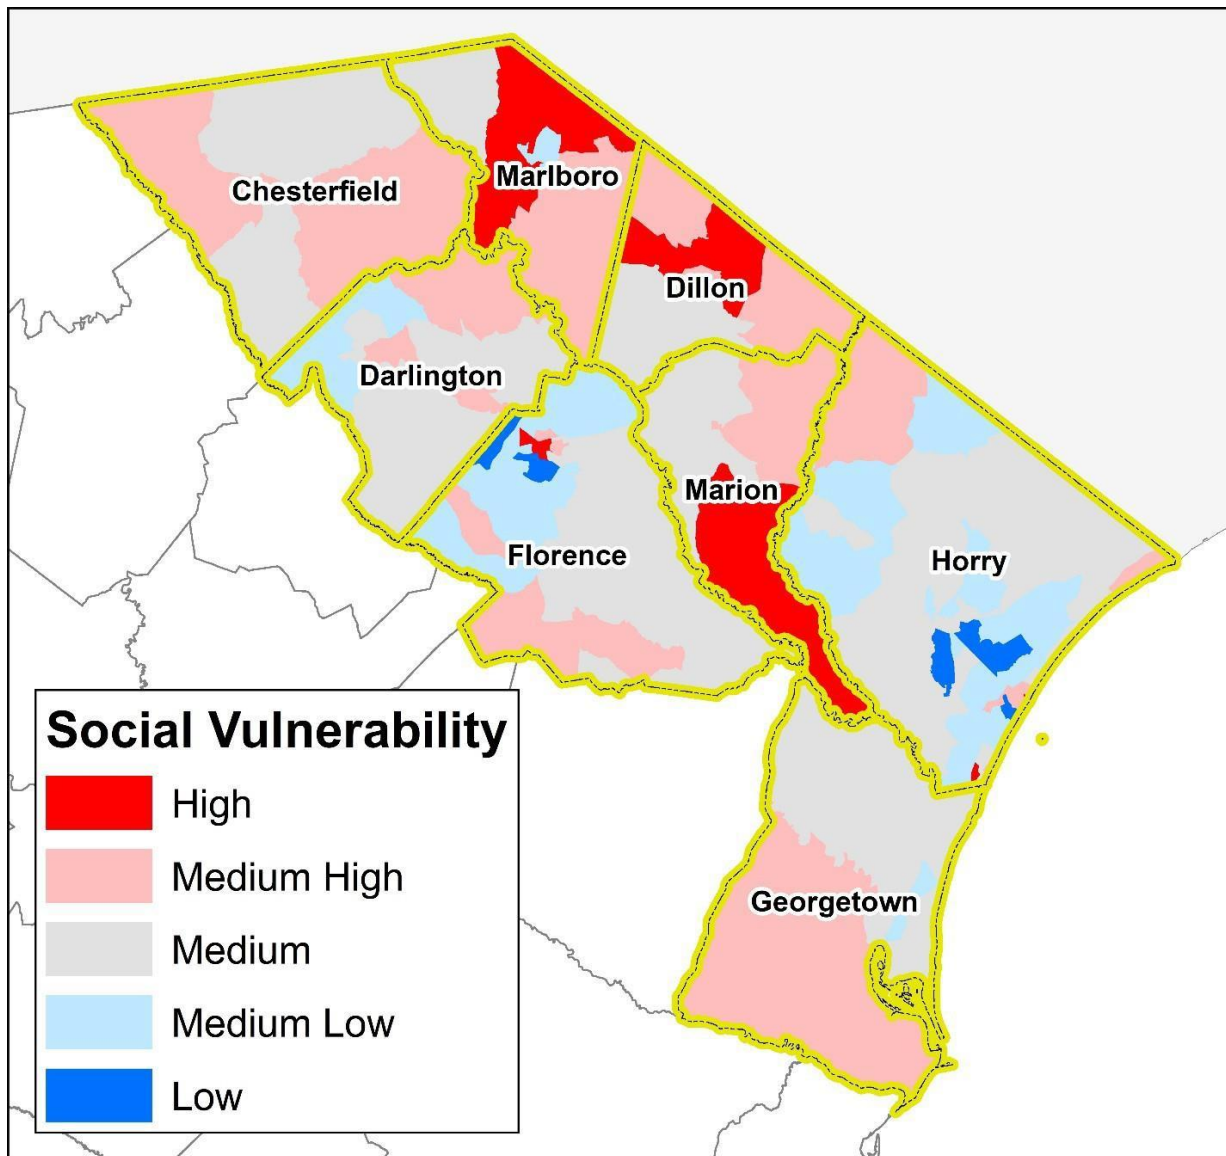 Chesterfield
Marlboro
Dillon
Darlington
Marion
Florence
Horry
Georgetown
Social Vulnerability
High
Medium High
Medium
Medium Low
Low